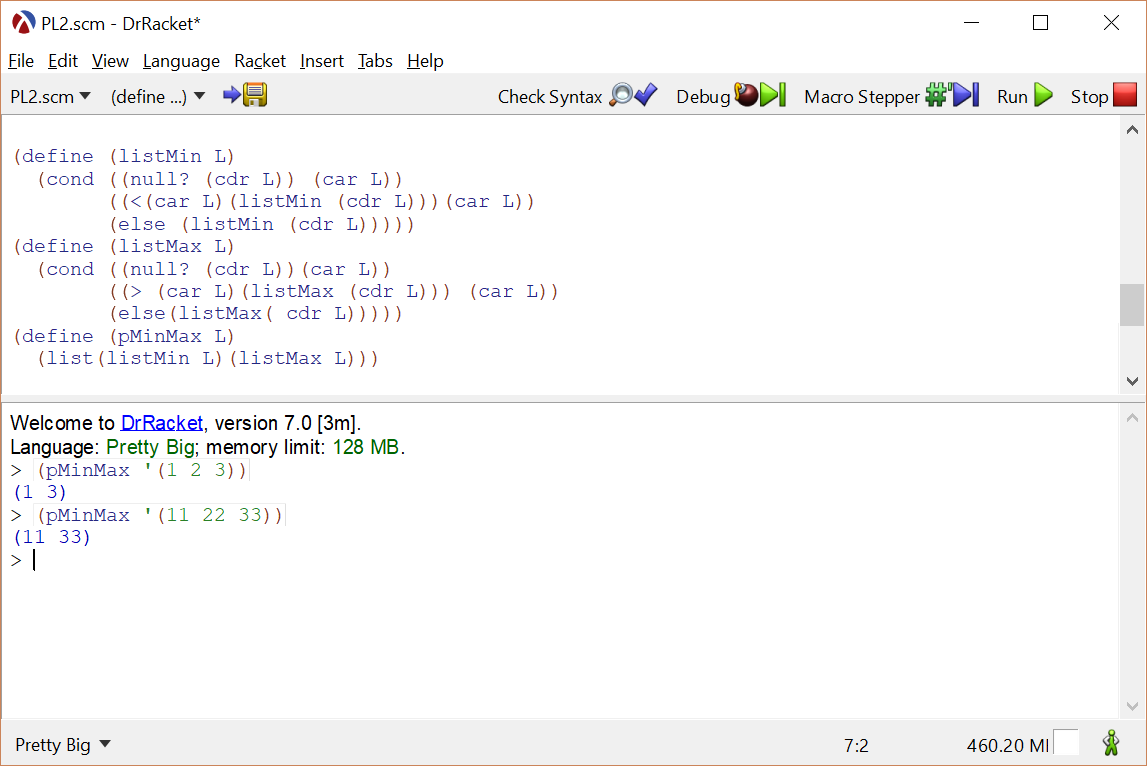 PL2.scm - DrRacket*
File Edit View Language Racket Insert Tabs Help
PL2.scm (define ...) Check Syntax Debug Macro Stepper Run Stop
(define (listMin L)
  (cond ((null? (cdr L)) (car L))
        ((<(car L)(listMin (cdr L)))(car L))
        (else (listMin (cdr L)))))
(define (listMax L)
  (cond ((null? (cdr L))(car L))
        ((> (car L)(listMax (cdr L))) (car L))
        (else(listMax( cdr L)))))
(define (pMinMax L)
  (list(listMin L)(listMax L)))
Welcome to DrRacket, version 7.0 [3m].
Language: Pretty Big; memory limit: 128 MB.
> (pMinMax '(1 2 3))
(1 3)
> (pMinMax '(11 22 33))
(11 33)
>
Pretty Big 7:2 460.20